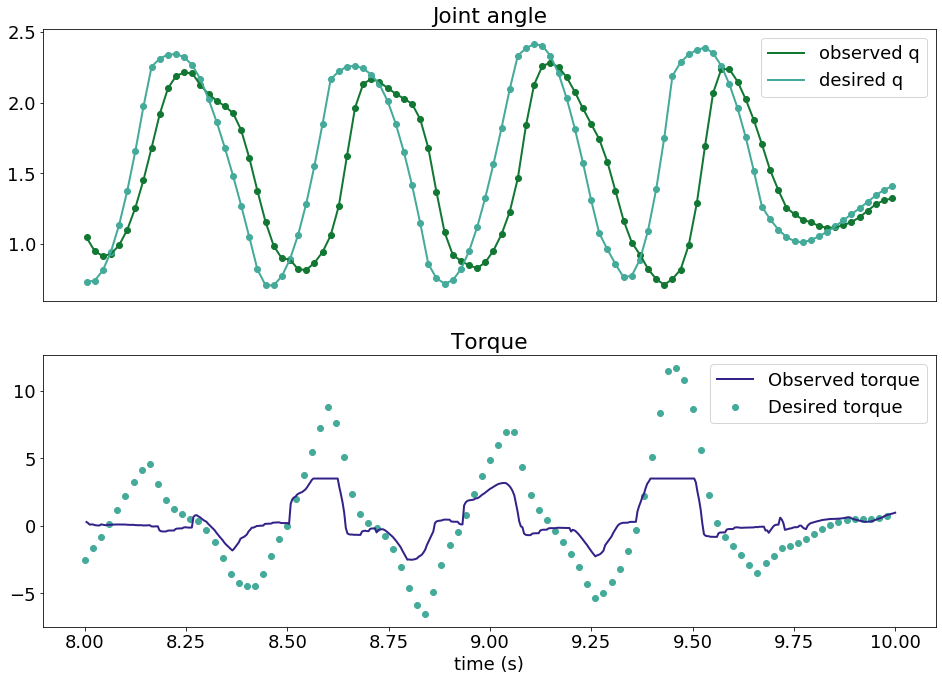 Joint angle
2.5
2.0
1.5
1.0
observed q
desired q
Torque
10
5
0
−5
Observed torque
Desired torque
8.00 8.25 8.50 8.75 9.00 9.25 9.50 9.75 10.00
time (s)